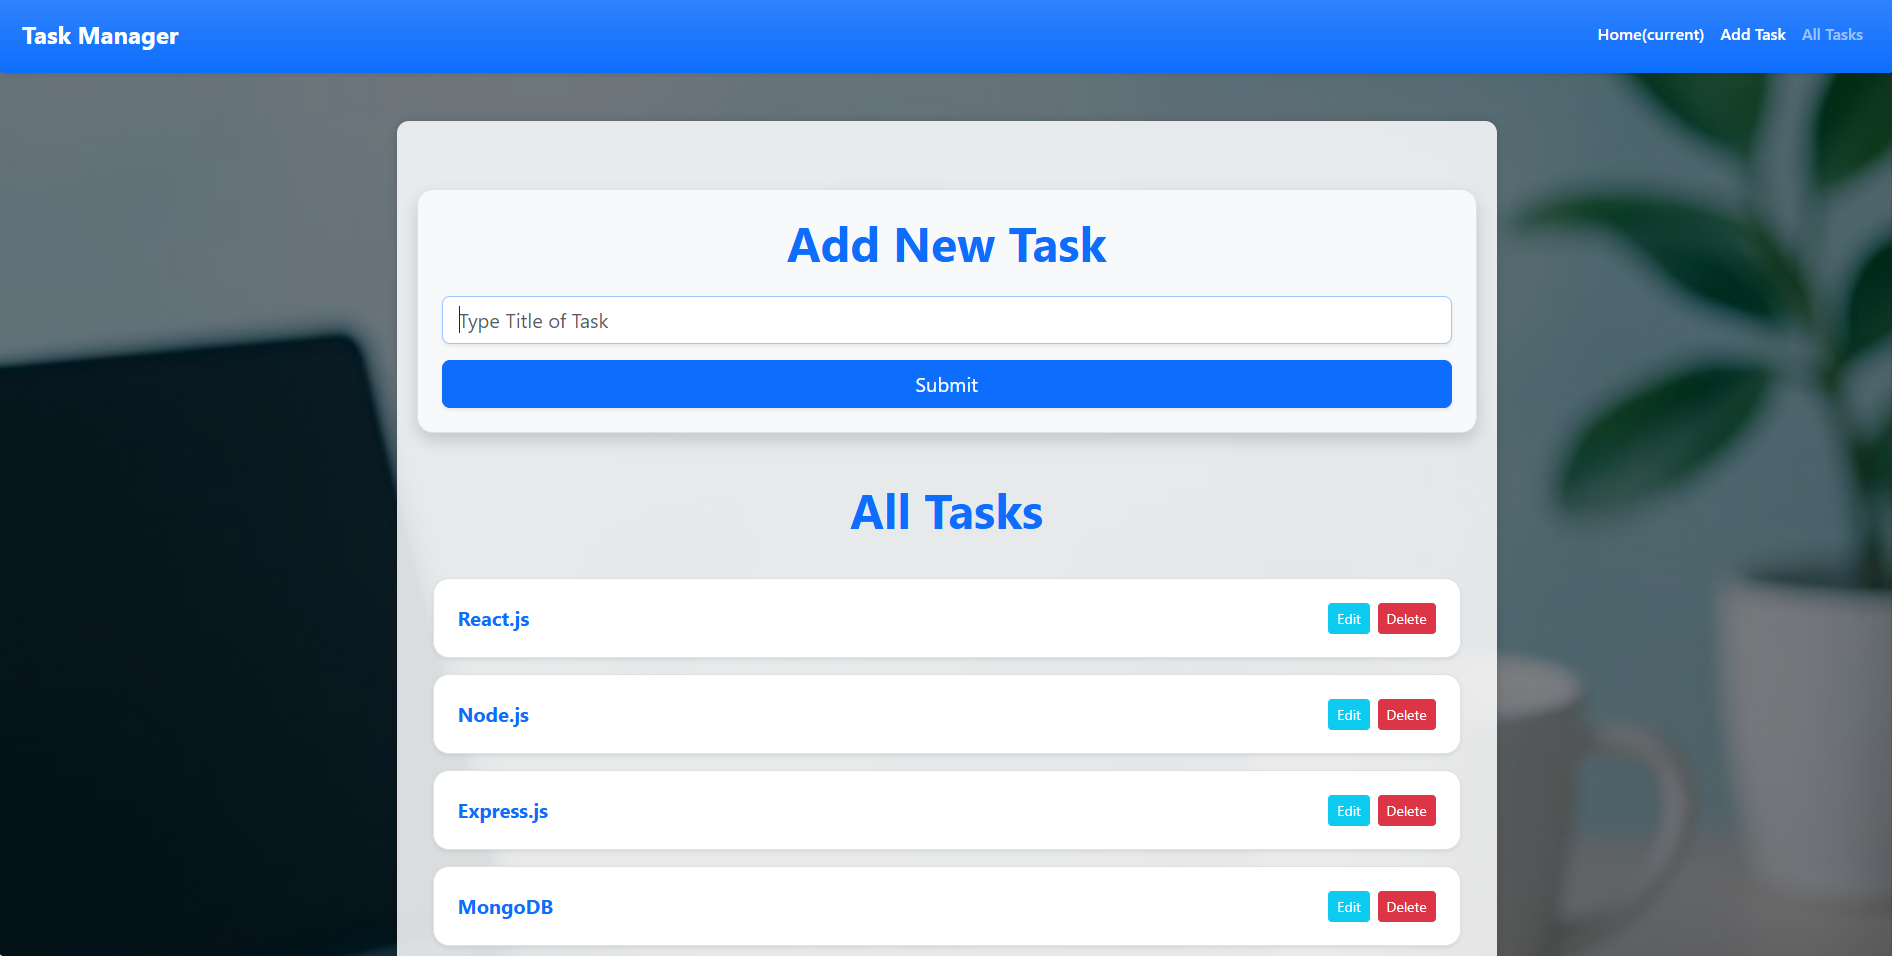 Task Manager
Home(current) Add Task All Tasks
Add New Task
Type Title of Task
Submit
All Tasks
React.js Edit Delete
Node.js Edit Delete
Express.js Edit Delete
MongoDB Edit Delete